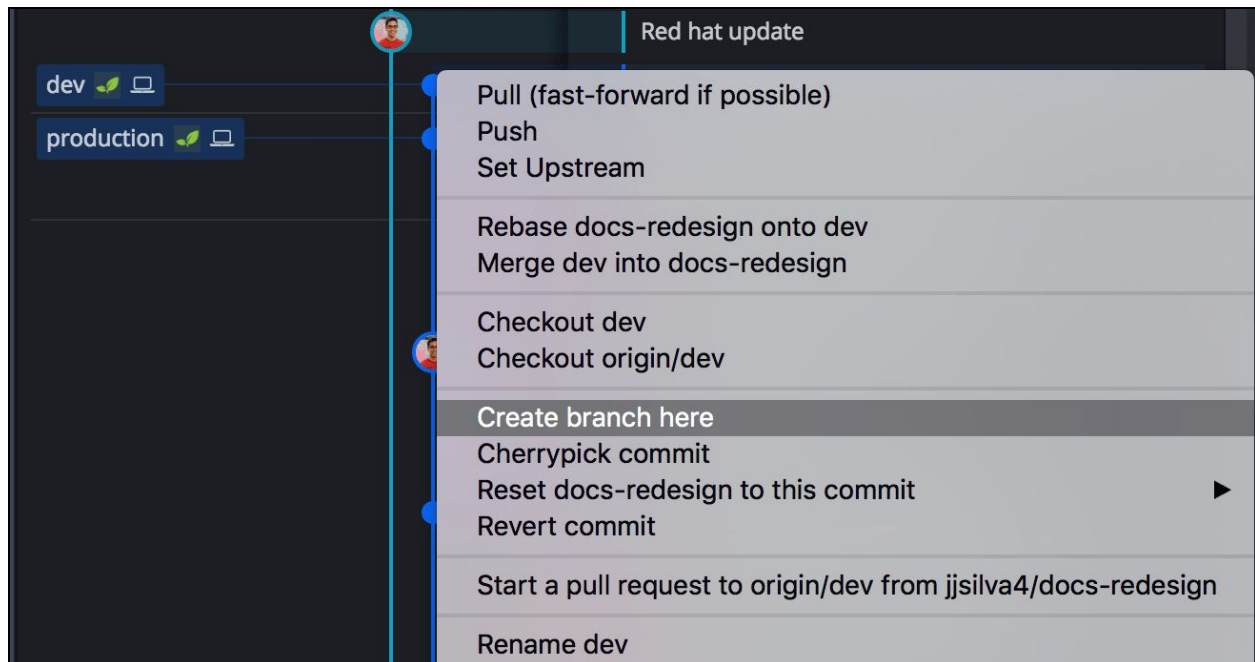 Red hat update
dev
production
Pull (fast-forward if possible)
Push
Set Upstream
Rebase docs-redesign onto dev
Merge dev into docs-redesign
Checkout dev
Checkout origin/dev
Create branch here
Cherrypick commit
Reset docs-redesign to this commit
Revert commit
Start a pull request to origin/dev from jjsilva4/docs-redesign
Rename dev